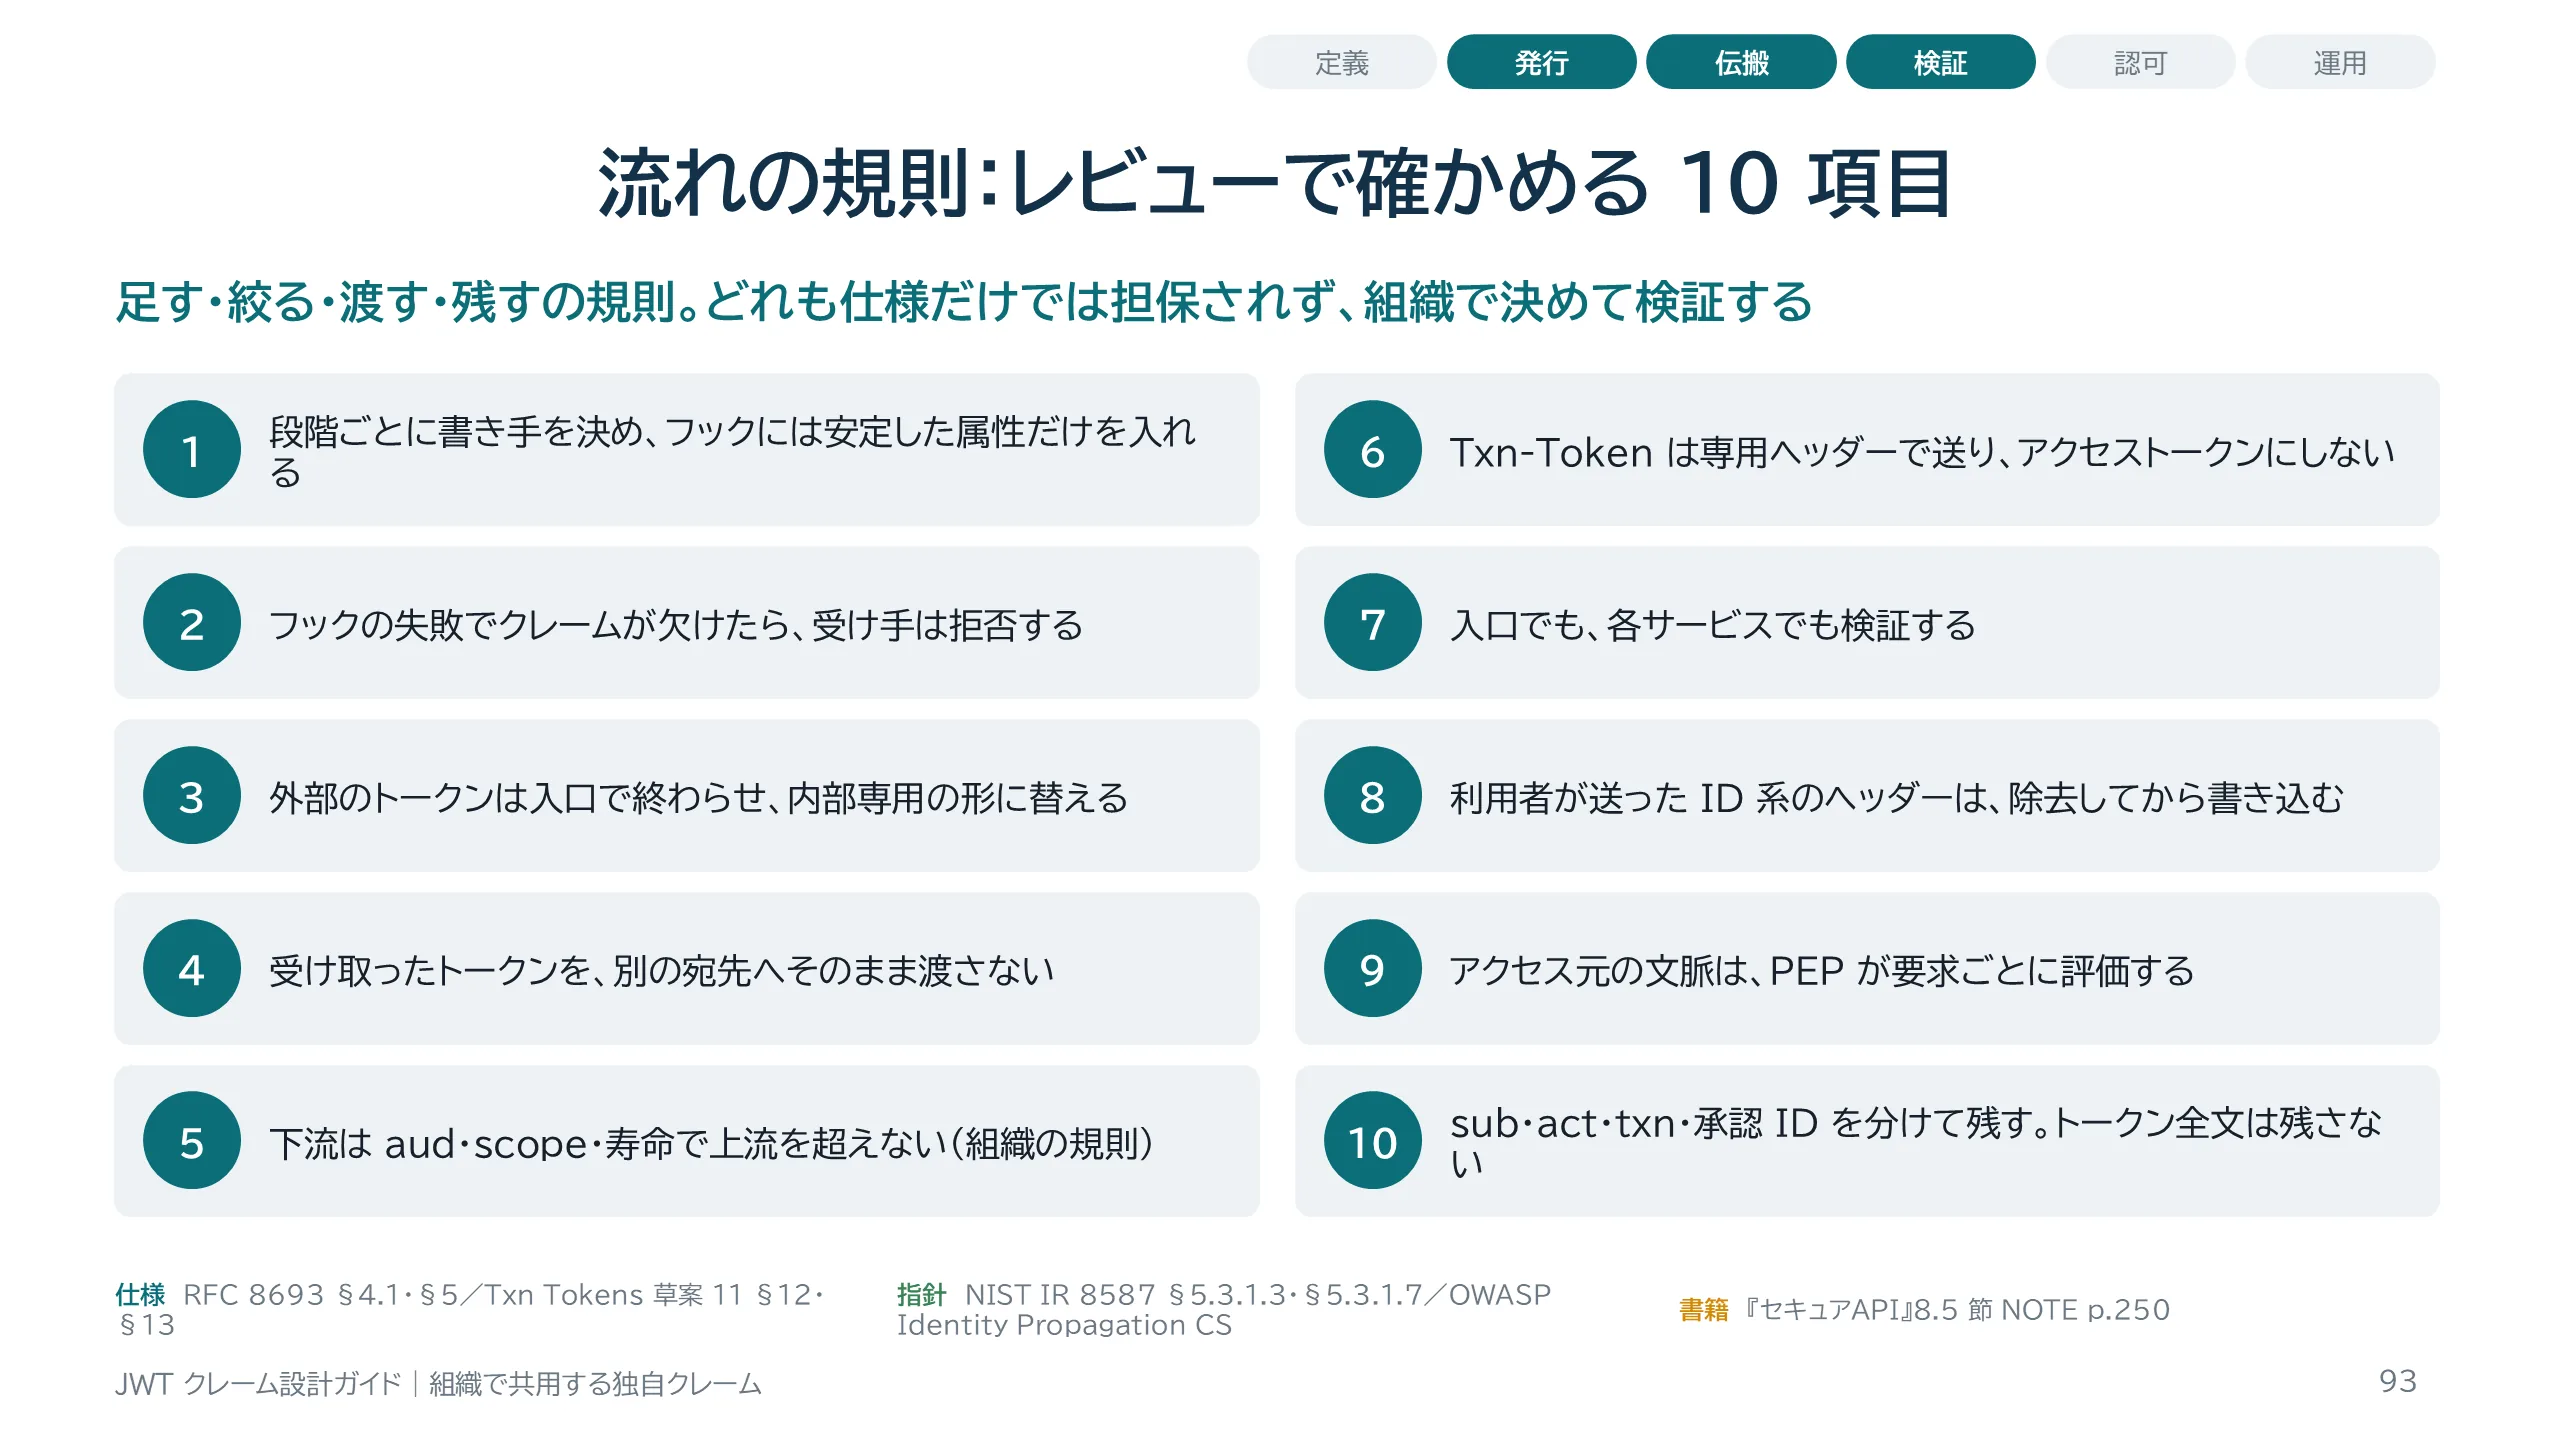 定義
発行
伝搬
検証
認可
運用
流れの規則：レビューで確かめる 10 項目
足す・絞る・渡す・残すの規則。どれも仕様だけでは担保されず、組織で決めて検証する
1
段階ごとに書き手を決め、フックには安定した属性だけを入れ
る
2
フックの失敗でクレームが欠けたら、受け手は拒否する
3
外部のトークンは入口で終わらせ、内部専用の形に替える
4
受け取ったトークンを、別の宛先へそのまま渡さない
5
下流は aud・scope・寿命で上流を超えない（組織の規則）
6
Txn-Token は専用ヘッダーで送り、アクセストークンにしない
7
入口でも、各サービスでも検証する
8
利用者が送った ID 系のヘッダーは、除去してから書き込む
9
アクセス元の文脈は、PEP が要求ごとに評価する
10
sub・act・txn・承認 ID を分けて残す。トークン全文は残さな
い
仕様 RFC 8693 §4.1・§5／Txn Tokens 草案 11 §12・
§13
指針 NIST IR 8587 §5.3.1.3・§5.3.1.7／OWASP
Identity Propagation CS
書籍 『セキュアAPI』8.5 節 NOTE p.250
JWT クレーム設計ガイド｜組織で共用する独自クレーム
93